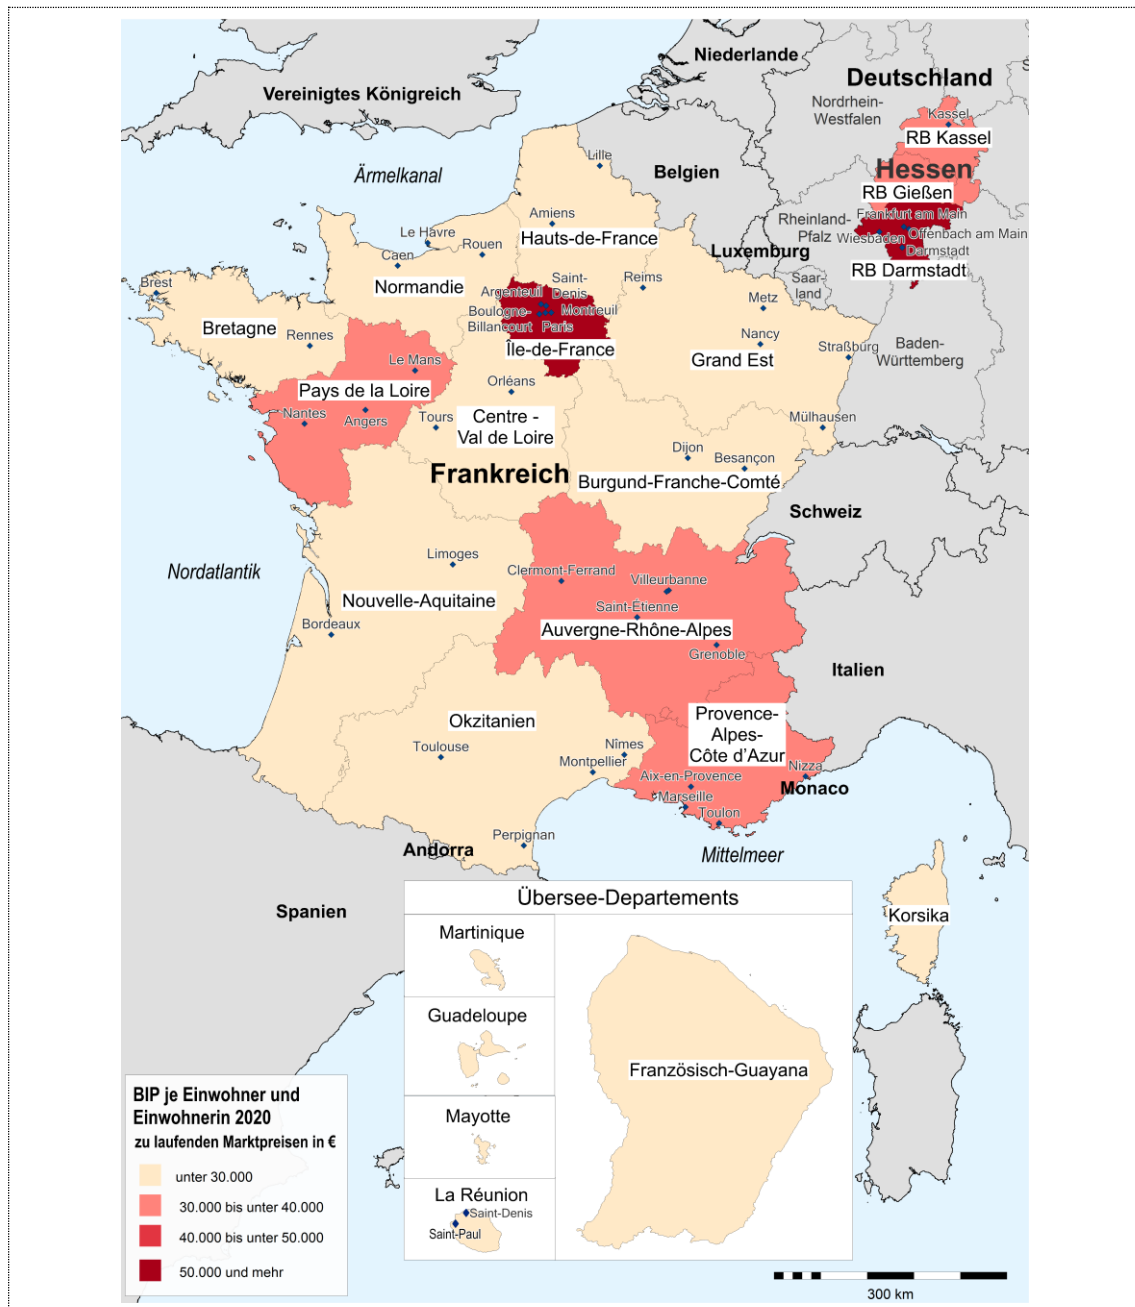 Niederlande
Deutschland
Vereinigtes Königreich
Nordrhein-
Westfalen
Kassel
RB Kassel
Lille
Belgien
Hessen
Ärmelkanal
RB Gießen
Amiens
Rheinland-
Pfalz
Frankfurt am Main
Le Havre
Hauts-de-France
Wiesbaden
Offenbach am Main
Rouen
Luxemburg
Darmstadt
Caen
RB Darmstadt
Brest
Normandie
Saint-
Denis
Reims
Saar-
land
Argenteuil
Metz
Boulogne-
Billancourt
Montreuil
Paris
Bretagne
Rennes
Nancy
Straßburg
Baden-
Württemberg
Île-de-France
Grand Est
Le Mans
Orléans
Pays de la Loire
Nantes
Angers
Tours
Centre -
Val de Loire
Mülhausen
Dijon
Besançon
Frankreich
Burgund-Franche-Comté
Schweiz
Limoges
Nordatlantik
Clermont-Ferrand
Villeurbanne
Nouvelle-Aquitaine
Saint-Etienne
Bordeaux
Auvergne-Rhône-Alpes
Grenoble
Italien
Okzitanien
Provence-
Alpes-
Côte d'Azur
Toulouse
Nîmes
Montpellier
Aix-en-Provence
Nizza
Marseille
Monaco
Toulon
Perpignan
Andorra
Mittelmeer
Spanien
Korsika
Übersee-Departements
Martinique
Guadeloupe
Französisch-Guayana
Mayotte
La Réunion
Saint-Denis
Saint-Paul
BIP je Einwohner und
Einwohnerin 2020
zu laufenden Marktpreisen in €
unter 30.000
30.000 bis unter 40.000
40.000 bis unter 50.000
50.000 und mehr
300 km